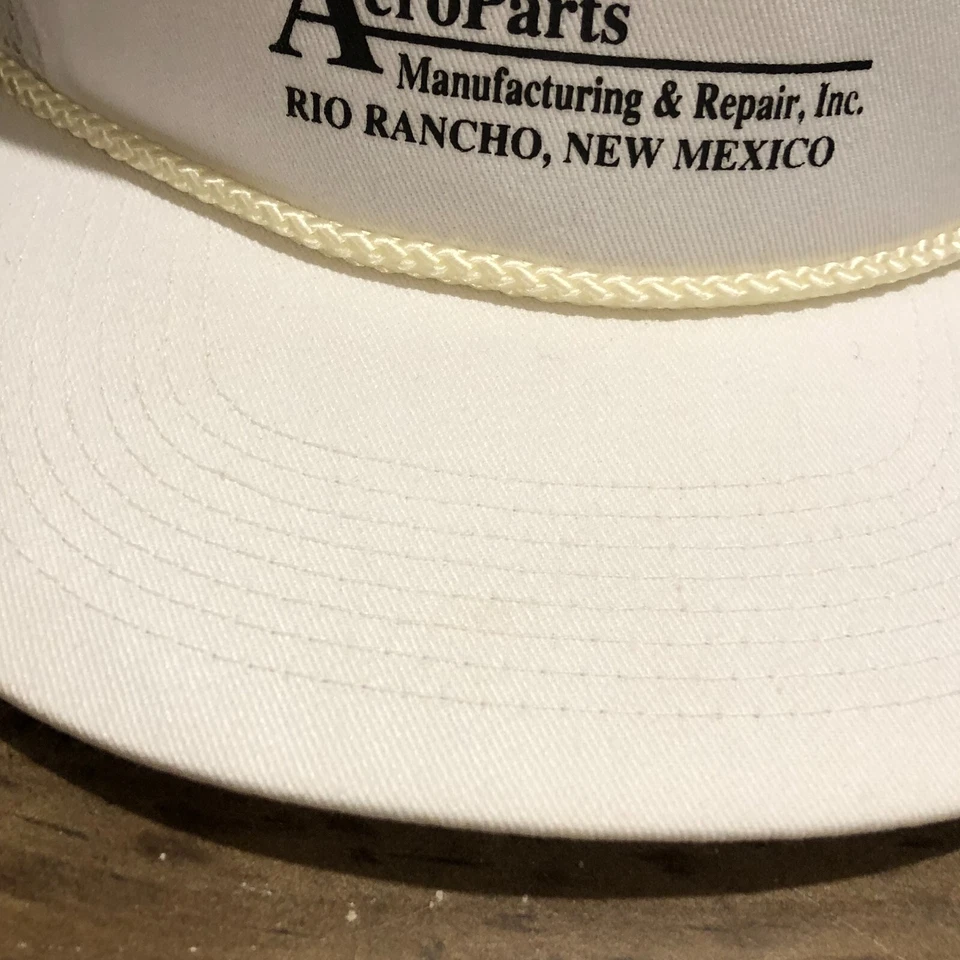 AeroParts
Manufacturing & Repair, Inc.
RIO RANCHO, NEW MEXICO